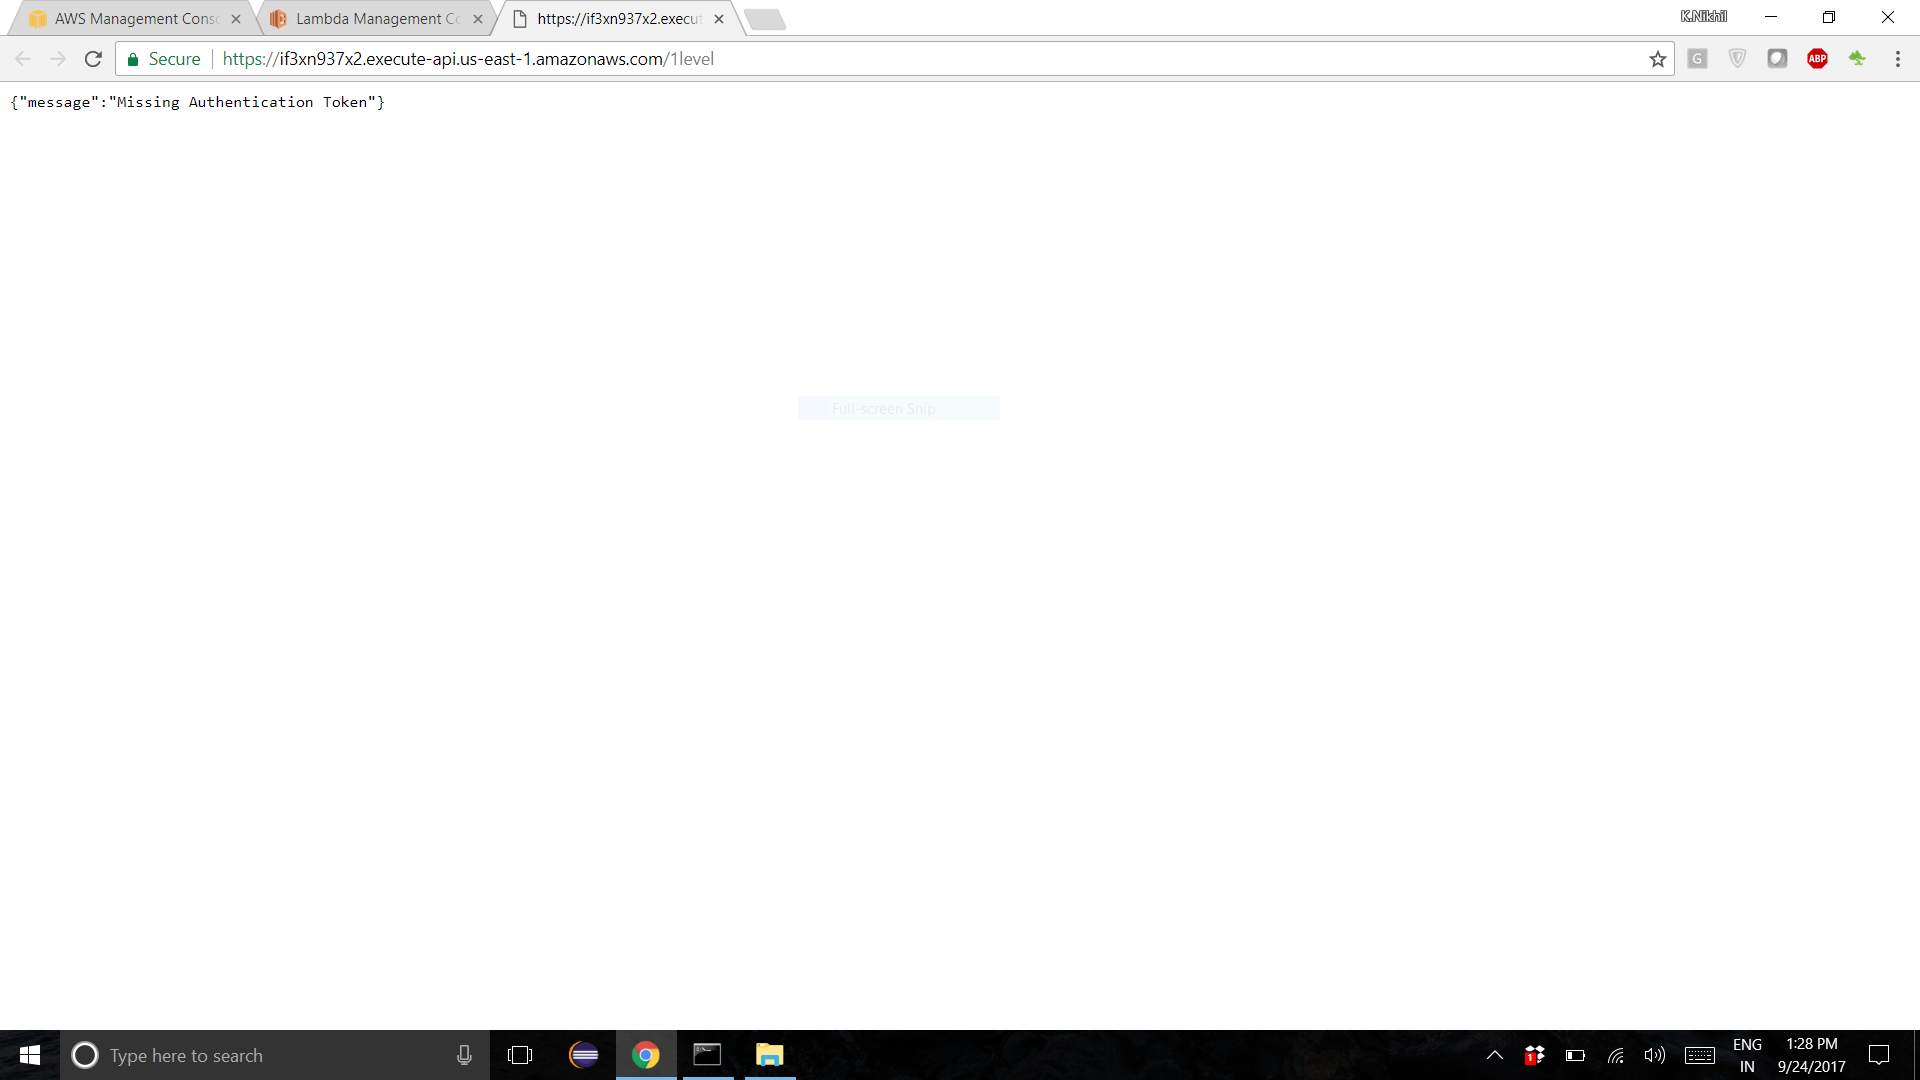 AWS Management Cons
Lambda Management Co
https://if3xn937x2.execut
K.Nikhil
Secure
https://if3xn937x2.execute-api.us-east-1.amazonaws.com/1level
G
ABP
{"message":"Missing Authentication Token"}
Full-screen Snip
Type here to search
1
ENG
IN
1:28 PM
9/24/2017